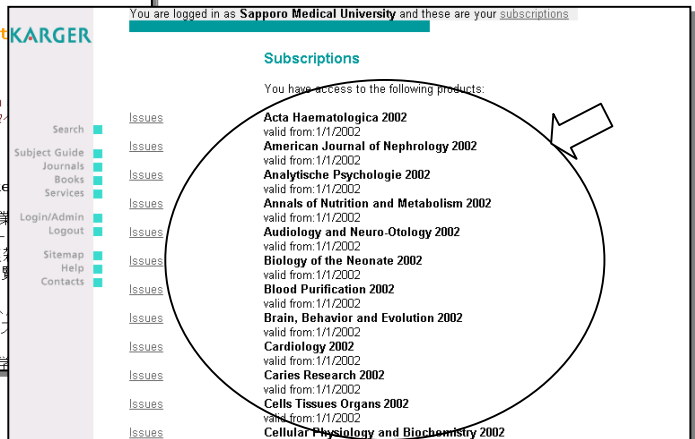 You are logged in as Sapporo Medical University and these are your subscriptions
KARGER
Subscriptions
You have access to the following products:
Search
Subject Guide
Journals
Books
Services
Login/Admin
Logout
Sitemap
Help
Contacts
Issues Acta Haematologica 2002
valid from:1/1/2002
Issues American Journal of Nephrology 2002
valid from:1/1/2002
Issues Analytische Psychologie 2002
valid from:1/1/2002
Issues Annals of Nutrition and Metabolism 2002
valid from:1/1/2002
Issues Audiology and Neuro-Otology 2002
valid from:1/1/2002
Issues Biology of the Neonate 2002
valid from:1/1/2002
Issues Blood Purification 2002
valid from:1/1/2002
Issues Brain, Behavior and Evolution 2002
valid from:1/1/2002
Issues Cardiology 2002
valid from:1/1/2002
Issues Caries Research 2002
valid from:1/1/2002
Issues Cells Tissues Organs 2002
valid from:1/1/2002
Issues Cellular Physiology and Biochemistry 2002